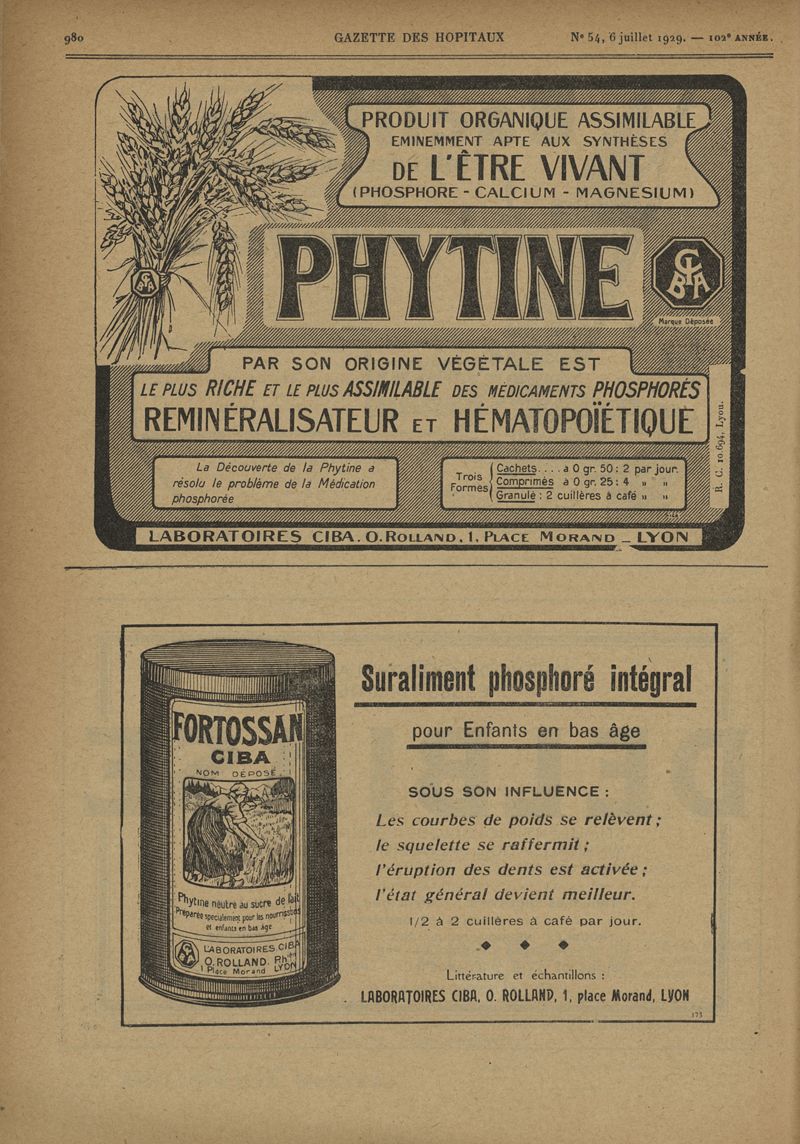 980
GAZETTE DES HOPITAUX
N° 54, 6 juillet 1929. — 102e ANNÉE.
PRODUIT ORGANIQUE ASSIMILABLE
EMINEMMENT APTE AUX SYNTHÈSES
DE L'ÊTRE VIVANT
(PHOSPHORE - CALCIUM - MAGNESIUM)
PHYTINE
CIBA
CIBA
Marque Déposée
PAR SON ORIGINE VÉGÉTALE EST
LE PLUS RICHE ET LE PLUS ASSIMILABLE DES MÉDICAMENTS PHOSPHORÉS
REMINÉRALISATEUR ET HÉMATOPOÏÉTIQUE
R. C. 10.694, Lyon.
La Découverte de la Phytine a
résolu le problème de la Médication
phosphorée
Trois Formes
Cachets.... à 0 gr. 50 : 2 par jour.
Comprimés à 0 gr. 25 : 4 " "
Granulé : 2 cuillères à café " "
LABORATOIRES CIBA. O. ROLLAND, 1, PLACE MORAND _ LYON
FORTOSSAN
CIBA
NOM DÉPOSÉ
Phytine neutre au sucre de lait
Préparée spécialement pour les nourrissons
et enfants en bas âge
LABORATOIRES CIBA
O. ROLLAND. Phien
1 Place Morand LYON
Suraliment phosphoré intégral
pour Enfants en bas âge
SOUS SON INFLUENCE :
Les courbes de poids se relèvent ;
le squelette se raffermit ;
l'éruption des dents est activée ;
l'état général devient meilleur.
1/2 à 2 cuillères à café par jour.
Littérature et échantillons :
LABORATOIRES CIBA, O. ROLLAND, 1, place Morand, LYON
173